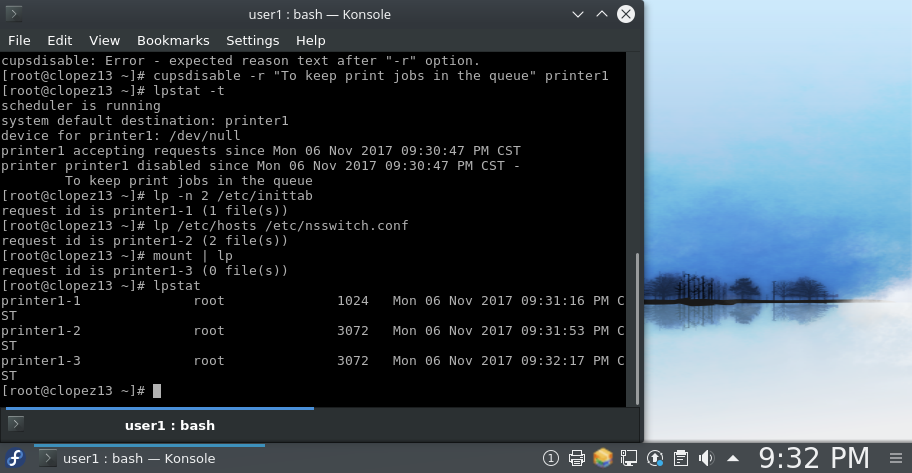 user1 : bash — Konsole
File Edit View Bookmarks Settings Help
cupsdisable: Error - expected reason text after "-r" option.
[root@clopez13 ~]# cupsdisable -r "To keep print jobs in the queue" printer1
[root@clopez13 ~]# lpstat -t
scheduler is running
system default destination: printer1
device for printer1: /dev/null
printer1 accepting requests since Mon 06 Nov 2017 09:30:47 PM CST
printer printer1 disabled since Mon 06 Nov 2017 09:30:47 PM CST -
        To keep print jobs in the queue
[root@clopez13 ~]# lp -n 2 /etc/inittab
request id is printer1-1 (1 file(s))
[root@clopez13 ~]# lp /etc/hosts /etc/nsswitch.conf
request id is printer1-2 (2 file(s))
[root@clopez13 ~]# mount | lp
request id is printer1-3 (0 file(s))
[root@clopez13 ~]# lpstat
printer1-1              root              1024   Mon 06 Nov 2017 09:31:16 PM C
ST
printer1-2              root              3072   Mon 06 Nov 2017 09:31:53 PM C
ST
printer1-3              root              3072   Mon 06 Nov 2017 09:32:17 PM C
ST
[root@clopez13 ~]#
user1 : bash
user1 : bash — Konsole 1 9:32 PM